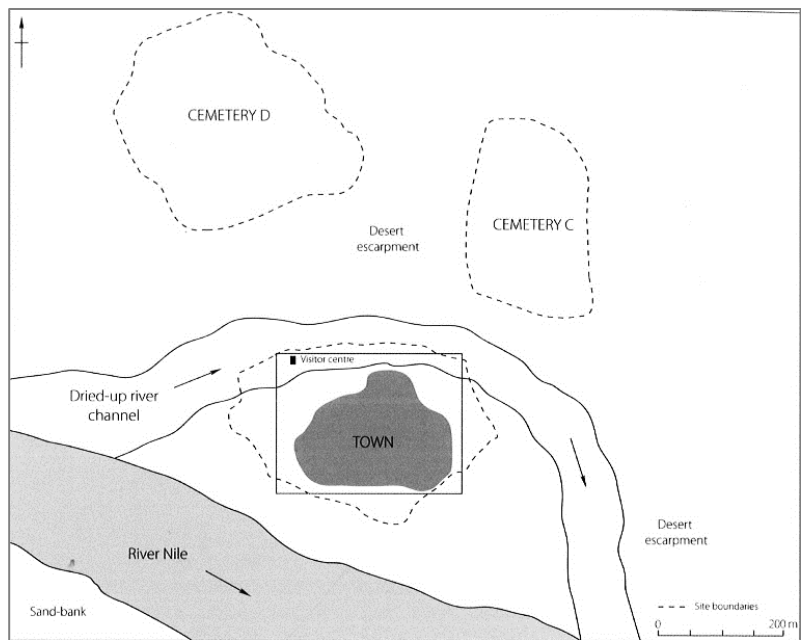 CEMETERY D
CEMETERY C
Desert
escarpment
Visitor centre
Dried-up river
channel
TOWN
River Nile
Desert
escarpment
Sand-bank
Site boundaries
0 200 m